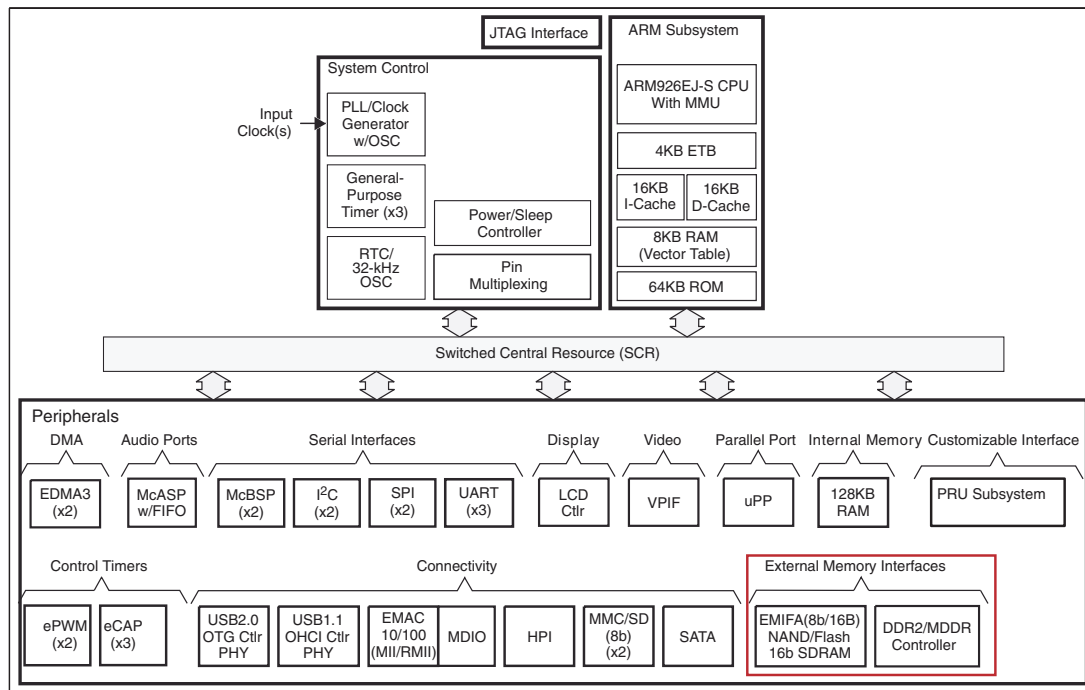 JTAG Interface
ARM Subsystem
System Control
ARM926EJ-S CPU
With MMU
Input
Clock(s)
PLL/Clock
Generator
w/OSC
4KB ETB
General-
Purpose
Timer (x3)
16KB
I-Cache
16KB
D-Cache
Power/Sleep
Controller
8KB RAM
(Vector Table)
RTC/
32-kHz
OSC
Pin
Multiplexing
64KB ROM
Switched Central Resource (SCR)
Peripherals
DMA
Audio Ports
Serial Interfaces
Display
Video
Parallel Port
Internal Memory
Customizable Interface
EDMA3
(x2)
McASP
w/FIFO
McBSP
(x2)
I²C
(x2)
SPI
(x2)
UART
(x3)
LCD
Ctlr
VPIF
uPP
128KB
RAM
PRU Subsystem
Control Timers
Connectivity
External Memory Interfaces
ePWM
(x2)
eCAP
(x3)
USB2.0
OTG Ctlr
PHY
USB1.1
OHCI Ctlr
PHY
EMAC
10/100
(MII/RMII)
MDIO
HPI
MMC/SD
(8b)
(x2)
SATA
EMIFA(8b/16B)
NAND/Flash
16b SDRAM
DDR2/MDDR
Controller